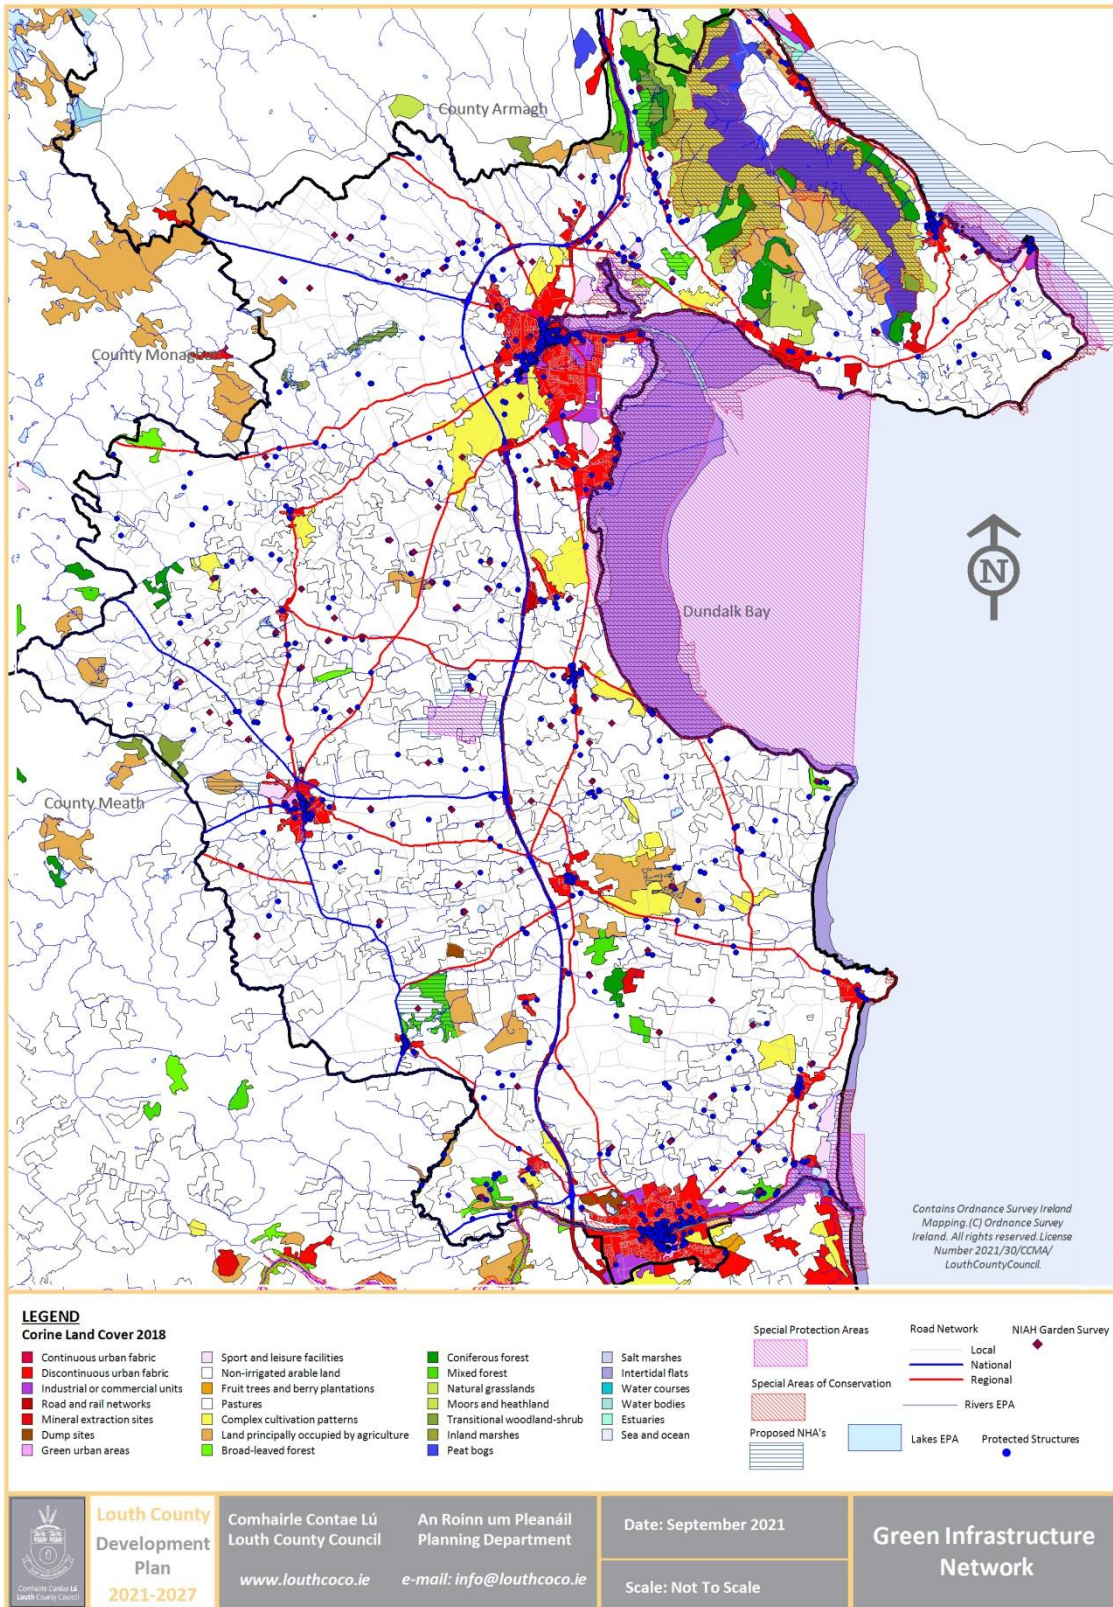 County Armagh
County Monaghan
Dundalk Bay
N
County Meath
Contains Ordnance Survey Ireland
Mapping. (C) Ordnance Survey
Ireland. All rights reserved. License
Number 2021/30/CCMA/
LouthCountyCouncil.
LEGEND
Corine Land Cover 2018
Continuous urban fabric
Discontinuous urban fabric
Industrial or commercial units
Road and rail networks
Mineral extraction sites
Dump sites
Green urban areas
Sport and leisure facilities
Non-irrigated arable land
Fruit trees and berry plantations
Pastures
Complex cultivation patterns
Land principally occupied by agriculture
Broad-leaved forest
Coniferous forest
Mixed forest
Natural grasslands
Moors and heathland
Transitional woodland-shrub
Inland marshes
Peat bogs
Salt marshes
Intertidal flats
Water courses
Water bodies
Estuaries
Sea and ocean
Special Protection Areas
Special Areas of Conservation
Proposed NHA's
Road Network
Local
National
Regional
Rivers EPA
Lakes EPA
NIAH Garden Survey
Protected Structures
Comhairle Contae Lú
Louth County Council
Louth County
Development
Plan
2021-2027
Comhairle Contae Lú
Louth County Council
www.louthcoco.ie
An Roinn um Pleanáil
Planning Department
e-mail: info@louthcoco.ie
Date: September 2021
Scale: Not To Scale
Green Infrastructure
Network